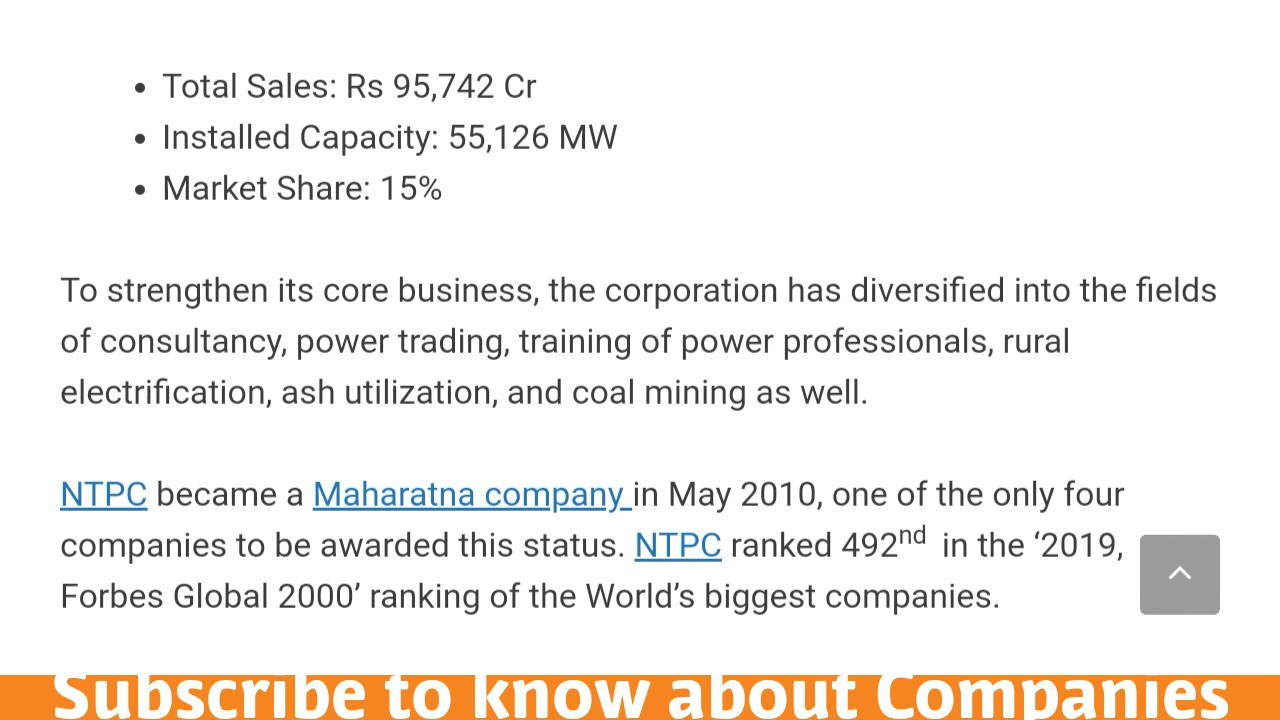 • Total Sales: Rs 95,742 Cr
• Installed Capacity: 55,126 MW
• Market Share: 15%
To strengthen its core business, the corporation has diversified into the fields
of consultancy, power trading, training of power professionals, rural
electrification, ash utilization, and coal mining as well.
NTPC became a Maharatna company in May 2010, one of the only four
companies to be awarded this status. NTPC ranked 492nd in the ‘2019,
Forbes Global 2000’ ranking of the World’s biggest companies.
Subscribe to know about Companies